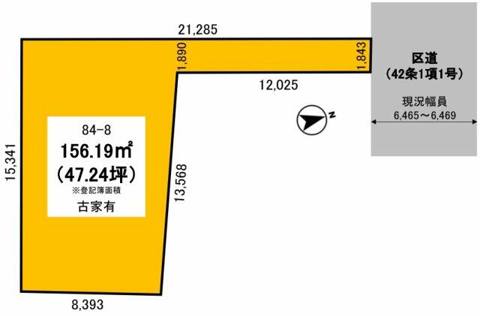 21,285
1,890
1,843
12,025
区道
（42条1項1号）
現況幅員
6,465～6,469
N
84-8
156.19㎡
（47.24坪）
※登記簿面積
古家有
15,341
13,568
8,393